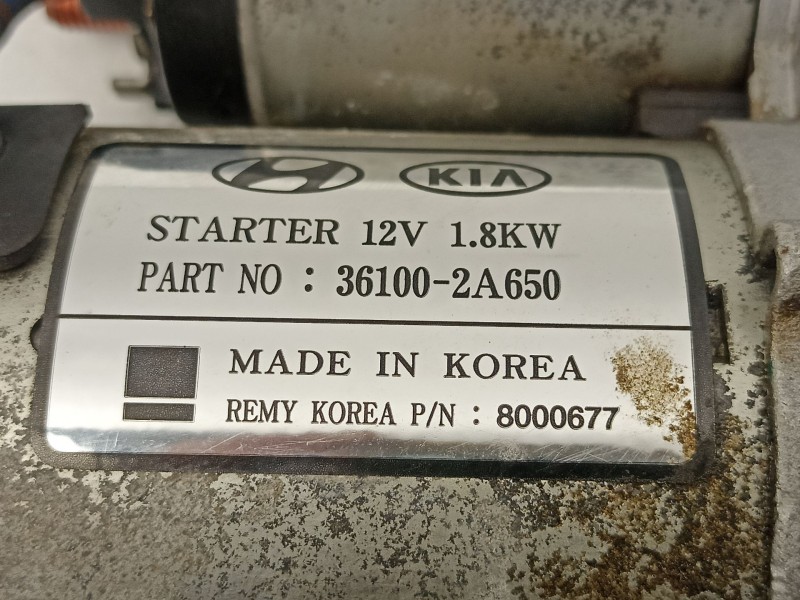 KIA
STARTER 12V 1.8KW
PART NO : 36100-2A650
MADE IN KOREA
REMY KOREA P/N : 8000677